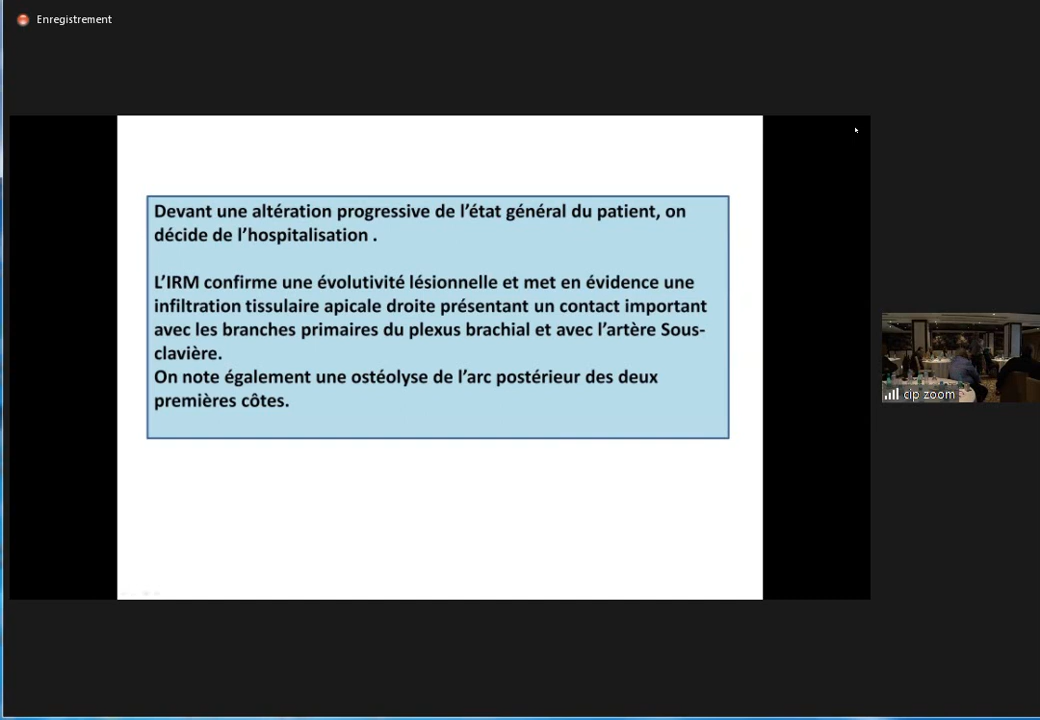 Enregistrement
Devant une altération progressive de l'état général du patient, on
décide de l'hospitalisation .
L'IRM confirme une évolutivité lésionnelle et met en évidence une
infiltration tissulaire apicale droite présentant un contact important
avec les branches primaires du plexus brachial et avec l'artère Sous-
clavière.
On note également une ostéolyse de l'arc postérieur des deux
premières côtes.
cip zoom